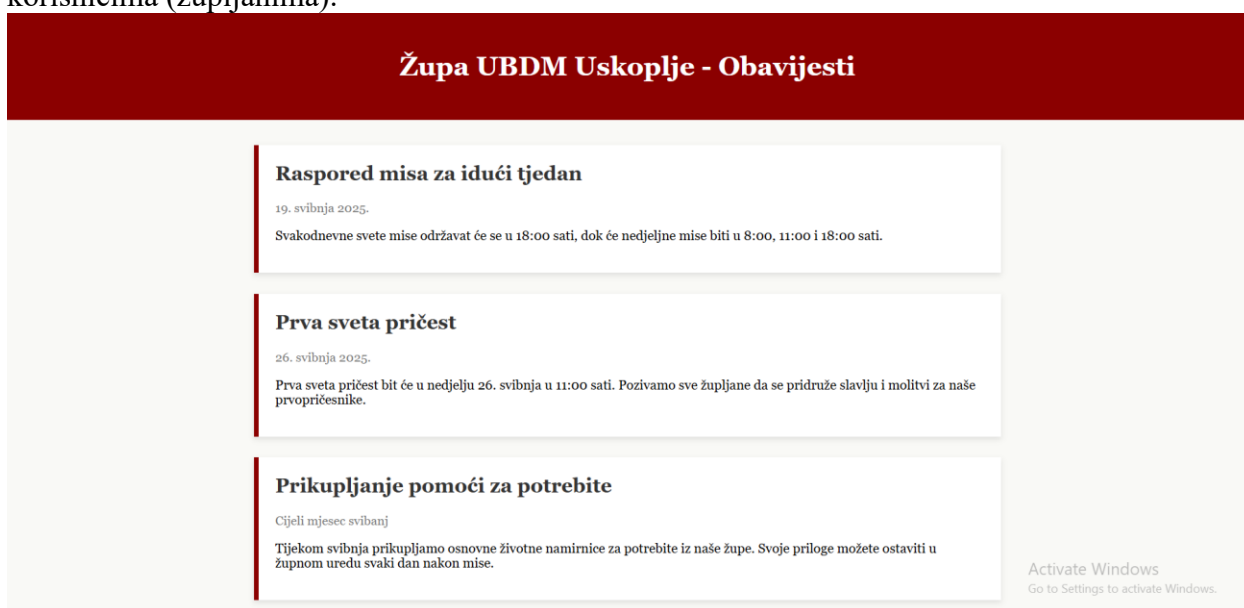 korisnicima (župljanima).
Župa UBDM Uskoplje - Obavijesti
Raspored misa za idući tjedan
19. svibnja 2025.
Svakodnevne svete mise održavat će se u 18:00 sati, dok će nedjeljne mise biti u 8:00, 11:00 i 18:00 sati.
Prva sveta pričest
26. svibnja 2025.
Prva sveta pričest bit će u nedjelju 26. svibnja u 11:00 sati. Pozivamo sve župljane da se pridruže slavlju i molitvi za naše
prvopričesnike.
Prikupljanje pomoći za potrebite
Cijeli mjesec svibanj
Tijekom svibnja prikupljamo osnovne životne namirnice za potrebite iz naše župe. Svoje priloge možete ostaviti u
župnom uredu svaki dan nakon mise.
Activate Windows
Go to Settings to activate Windows.